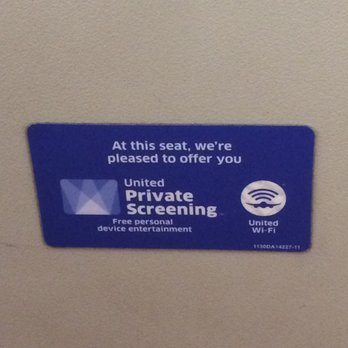 At this seat, we're
pleased to offer you
United
Private
Screening
Free personal
device entertainment
United
Wi-Fi
1130DA14227-11